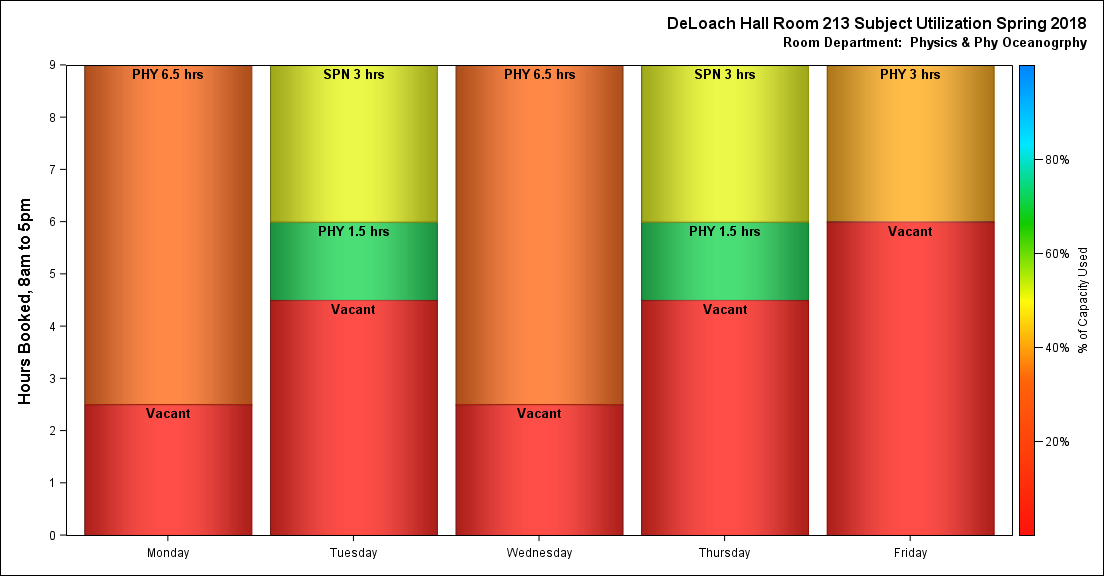 DeLoach Hall Room 213 Subject Utilization Spring 2018
Room Department:  Physics & Phy Oceanogrphy
Hours Booked, 8am to 5pm
9
8
7
6
5
4
3
2
1
0
PHY 6.5 hrs
Vacant
SPN 3 hrs
PHY 1.5 hrs
Vacant
PHY 6.5 hrs
Vacant
SPN 3 hrs
PHY 1.5 hrs
Vacant
PHY 3 hrs
Vacant
Monday
Tuesday
Wednesday
Thursday
Friday
80%
60%
40%
20%
% of Capacity Used